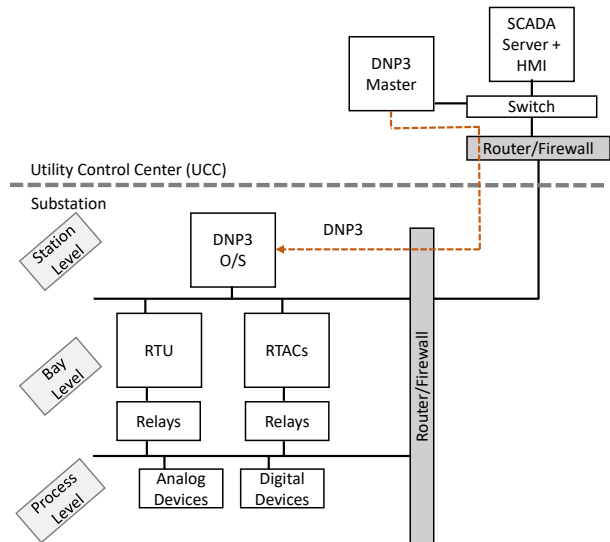 SCADA
Server +
HMI
DNP3
Master
Switch
Router/Firewall
Utility Control Center (UCC)
Substation
Station
Level
DNP3
O/S
DNP3
Router/Firewall
Bay
Level
RTU
RTACs
Relays
Relays
Process
Level
Analog
Devices
Digital
Devices